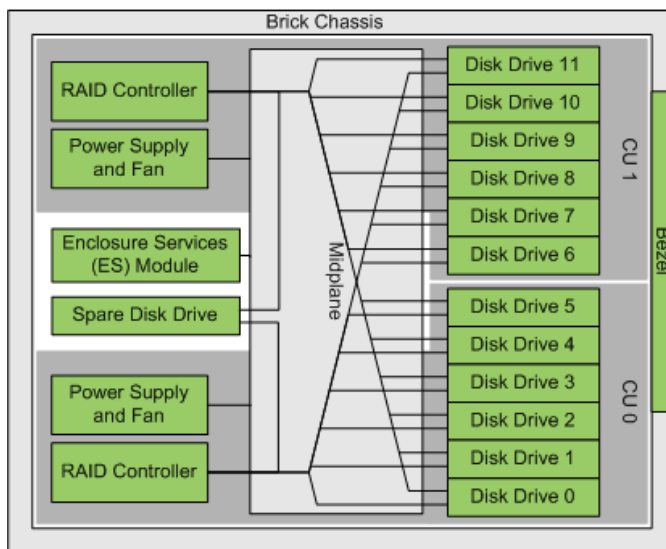 Brick Chassis
RAID Controller
Power Supply
and Fan
Enclosure Services
(ES) Module
Spare Disk Drive
Power Supply
and Fan
RAID Controller
Midplane
Disk Drive 11
Disk Drive 10
Disk Drive 9
Disk Drive 8
Disk Drive 7
Disk Drive 6
CU 1
Disk Drive 5
Disk Drive 4
Disk Drive 3
Disk Drive 2
Disk Drive 1
Disk Drive 0
CU 0
Bezel